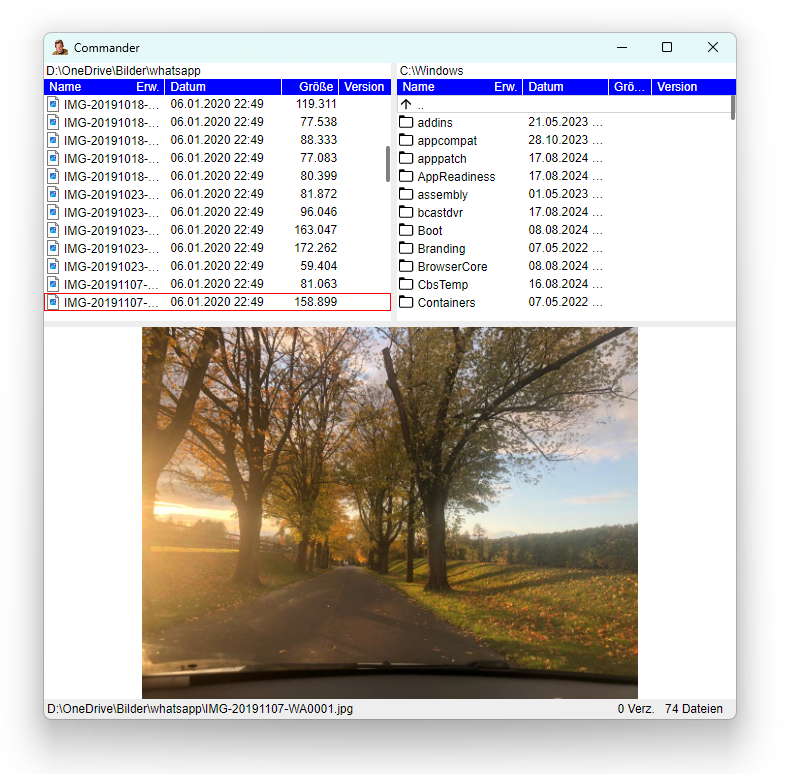 Commander
D:\OneDrive\Bilder\whatsapp
Name Erw. Datum Größe Version
IMG-20191018-... 06.01.2020 22:49 119.311
IMG-20191018-... 06.01.2020 22:49 77.538
IMG-20191018-... 06.01.2020 22:49 88.333
IMG-20191018-... 06.01.2020 22:49 77.083
IMG-20191018-... 06.01.2020 22:49 80.399
IMG-20191023-... 06.01.2020 22:49 81.872
IMG-20191023-... 06.01.2020 22:49 96.046
IMG-20191023-... 06.01.2020 22:49 163.047
IMG-20191023-... 06.01.2020 22:49 172.262
IMG-20191023-... 06.01.2020 22:49 59.404
IMG-20191107-... 06.01.2020 22:49 81.063
IMG-20191107-... 06.01.2020 22:49 158.899
C:\Windows
Name Erw. Datum Grö... Version
..
addins 21.05.2023 ...
appcompat 28.10.2023 ...
apppatch 17.08.2024 ...
AppReadiness 17.08.2024 ...
assembly 01.05.2023 ...
bcastdvr 17.08.2024 ...
Boot 08.08.2024 ...
Branding 07.05.2022 ...
BrowserCore 08.08.2024 ...
CbsTemp 16.08.2024 ...
Containers 07.05.2022 ...
D:\OneDrive\Bilder\whatsapp\IMG-20191107-WA0001.jpg 0 Verz. 74 Dateien